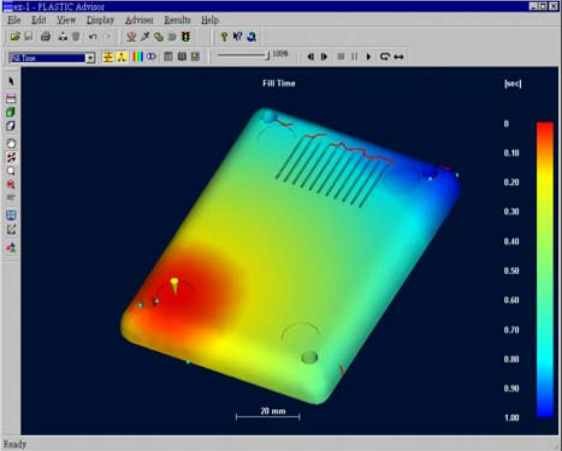 ex-1 - PLASTIC Advisor
File Edit View Display Adviser Results Help
Fill Time
100%
Fill Time
[sec]
0
0.10
0.20
0.30
0.40
0.50
0.60
0.70
0.80
0.90
1.00
20 mm
Ready